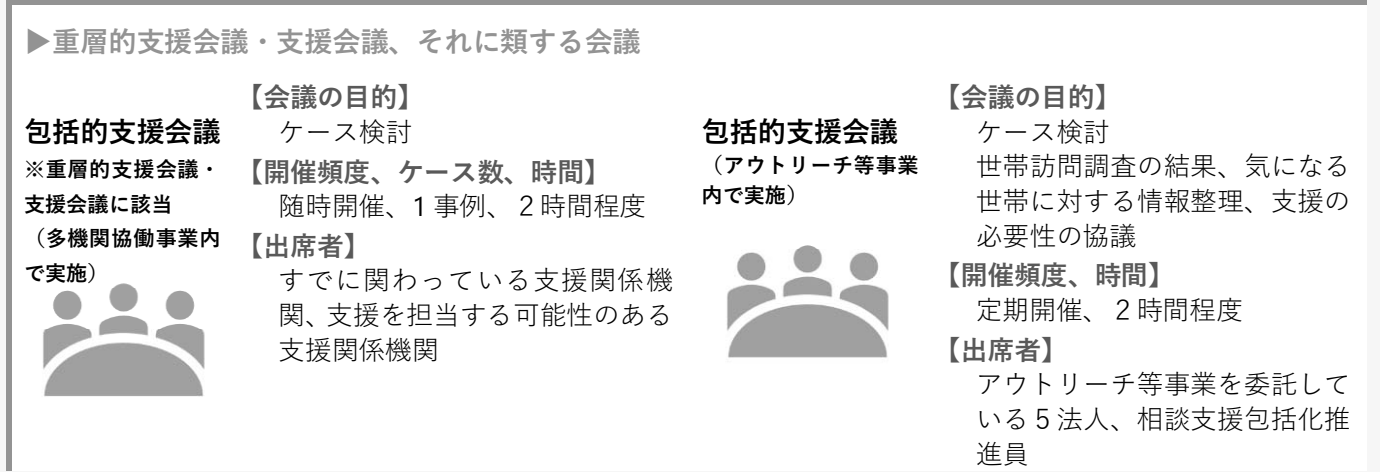 ▶重層的支援会議・支援会議、それに類する会議
包括的支援会議
※重層的支援会議・
支援会議に該当
（多機関協働事業内
で実施）
【会議の目的】
ケース検討
【開催頻度、ケース数、時間】
随時開催、1 事例、２時間程度
【出席者】
すでに関わっている支援関係機
関、支援を担当する可能性のある
支援関係機関
包括的支援会議
（アウトリーチ等事業
内で実施）
【会議の目的】
ケース検討
世帯訪問調査の結果、気になる
世帯に対する情報整理、支援の
必要性の協議
【開催頻度、時間】
定期開催、２時間程度
【出席者】
アウトリーチ等事業を委託して
いる 5 法人、相談支援包括化推
進員